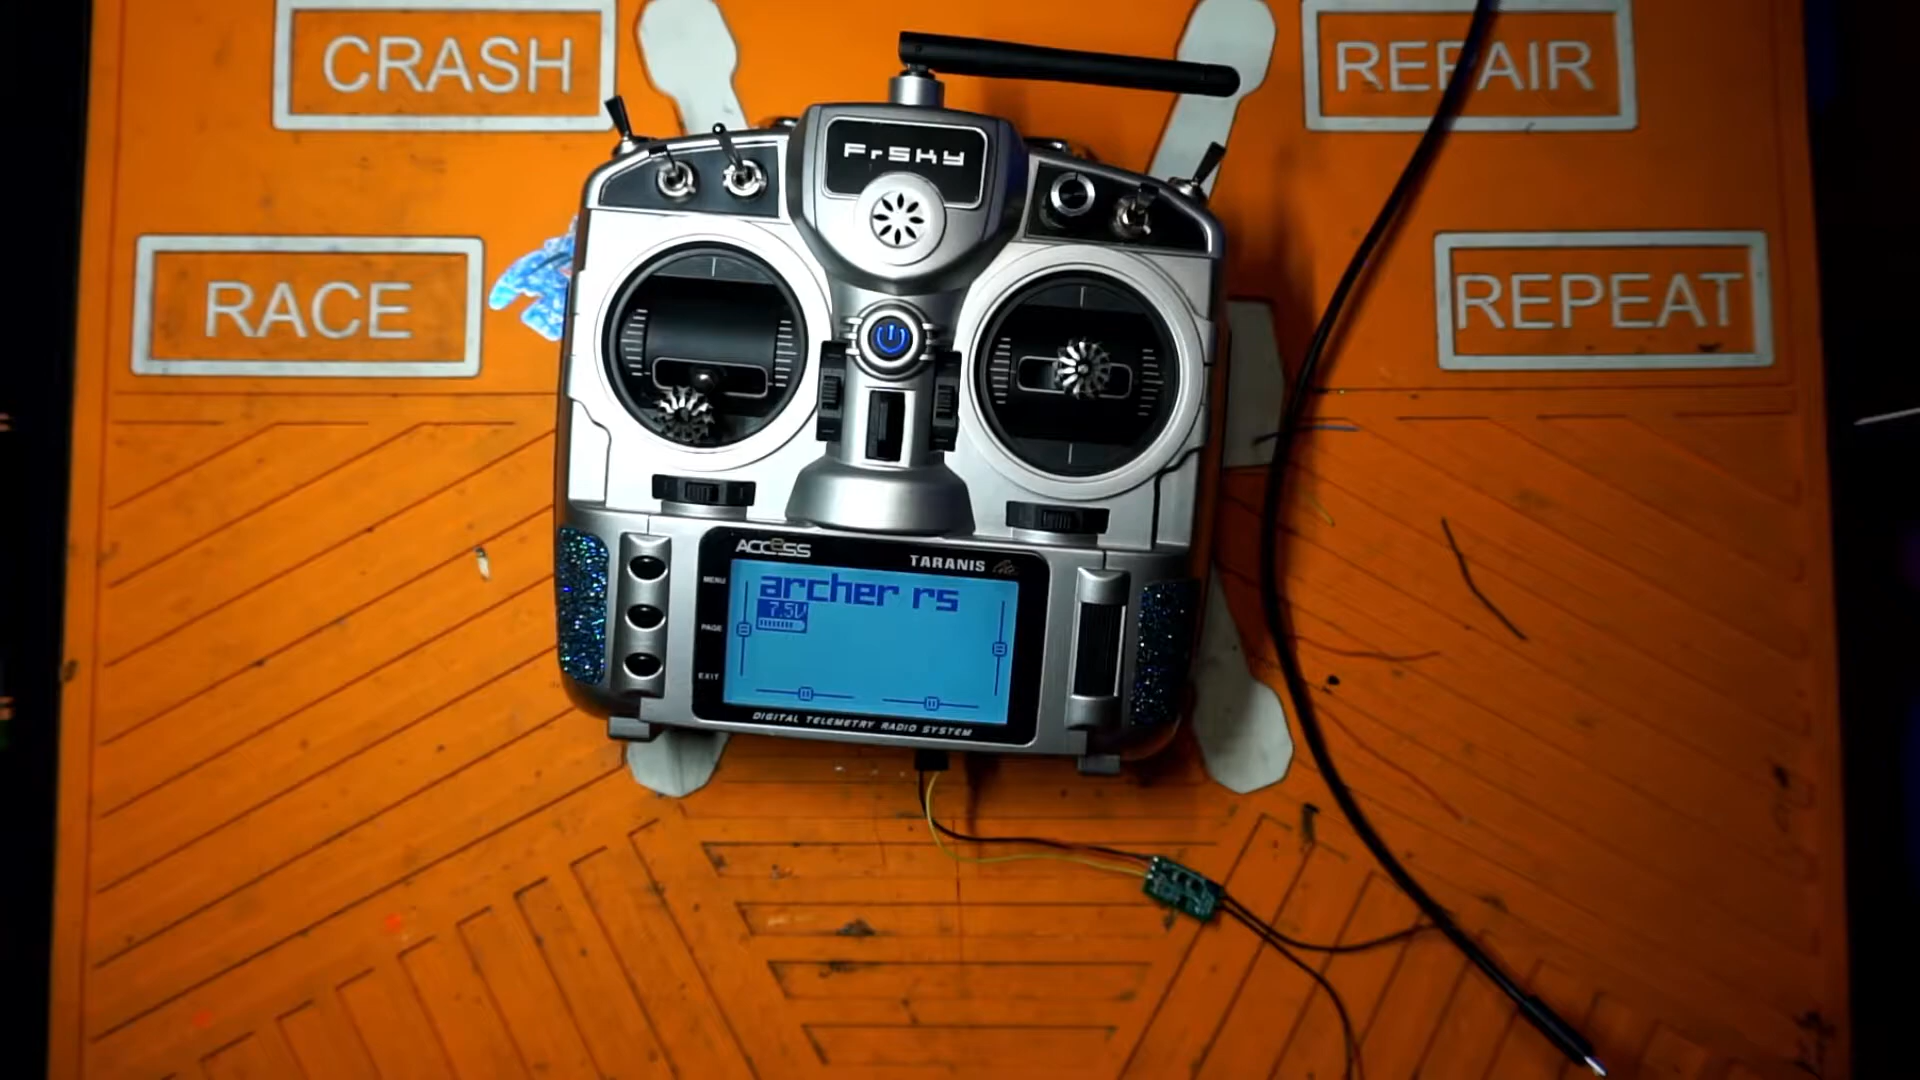 CRASH
REPAIR
FrSKY
RACE
REPEAT
ACCESS
TARANIS
MENU
archer rs
7.5V
PAGE
EXIT
DIGITAL TELEMETRY RADIO SYSTEM